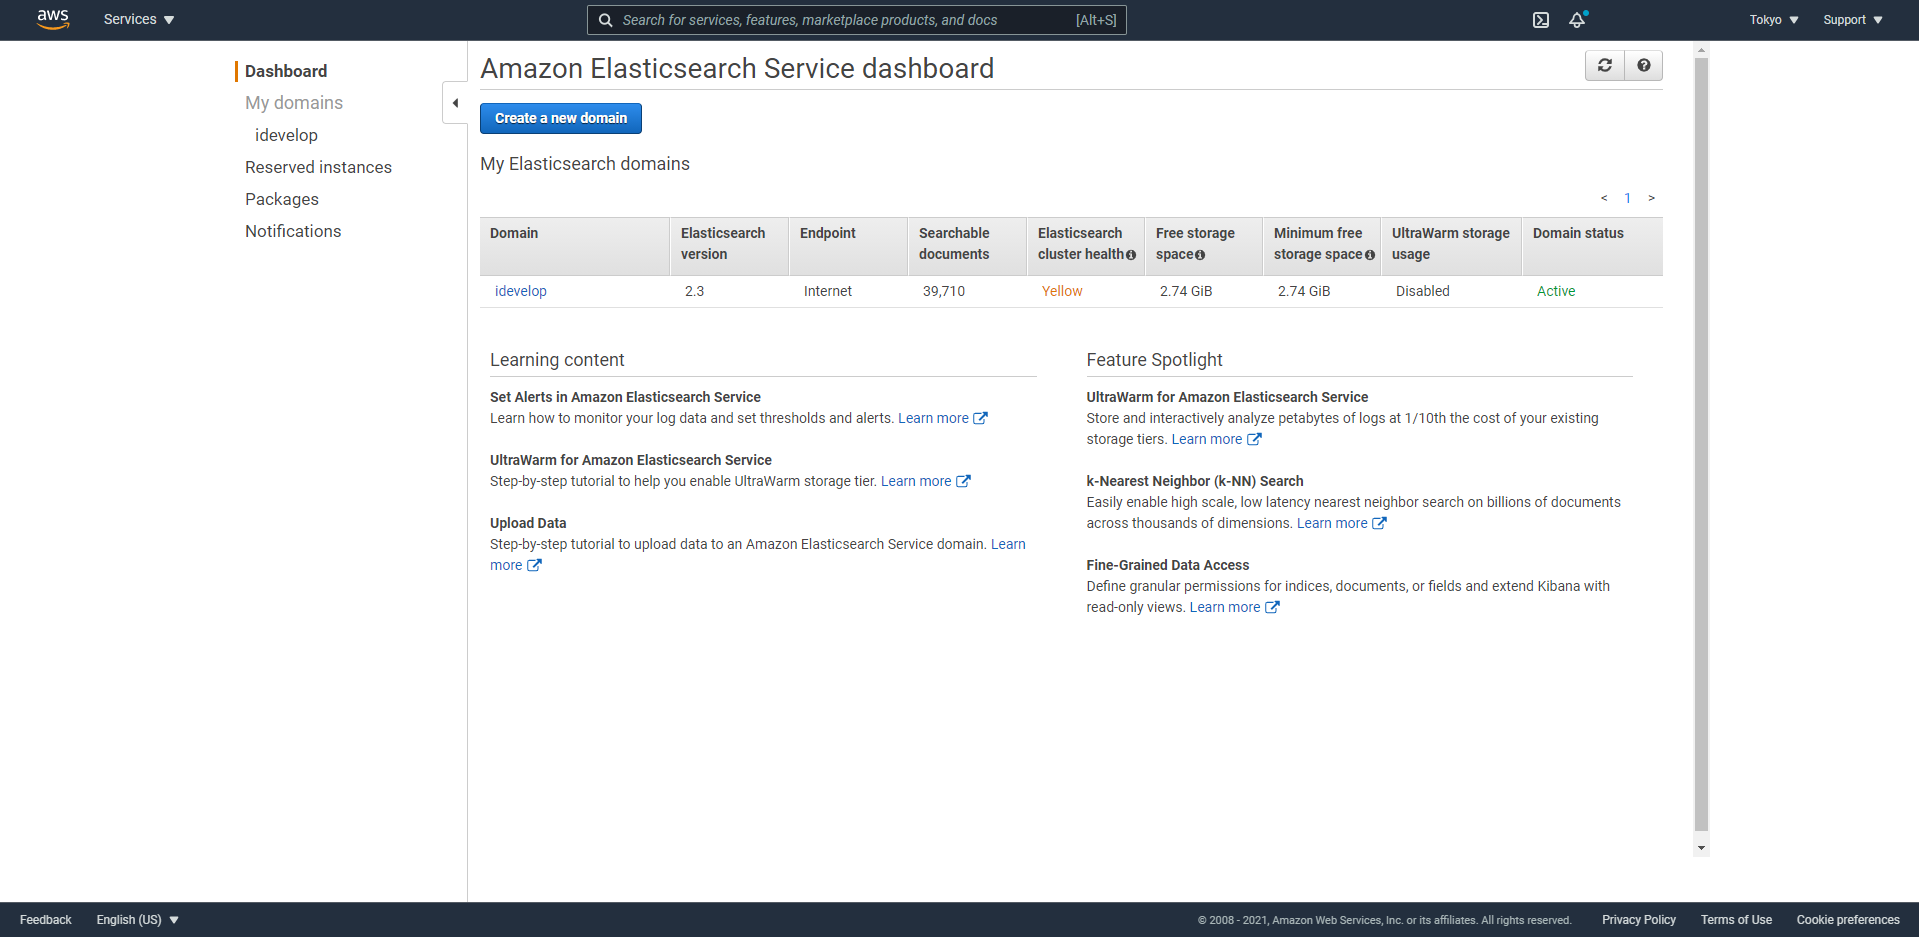 aws
Services
Search for services, features, marketplace products, and docs
[Alt+S]
Tokyo
Support
Dashboard
My domains
idevelop
Reserved instances
Packages
Notifications
Amazon Elasticsearch Service dashboard
Create a new domain
My Elasticsearch domains
< 1 >
Domain
Elasticsearch
version
Endpoint
Searchable
documents
Elasticsearch
cluster health
Free storage
space
Minimum free
storage space
UltraWarm storage
usage
Domain status
idevelop
2.3
Internet
39,710
Yellow
2.74 GiB
2.74 GiB
Disabled
Active
Learning content
Set Alerts in Amazon Elasticsearch Service
Learn how to monitor your log data and set thresholds and alerts. Learn more
UltraWarm for Amazon Elasticsearch Service
Step-by-step tutorial to help you enable UltraWarm storage tier. Learn more
Upload Data
Step-by-step tutorial to upload data to an Amazon Elasticsearch Service domain. Learn
more
Feature Spotlight
UltraWarm for Amazon Elasticsearch Service
Store and interactively analyze petabytes of logs at 1/10th the cost of your existing
storage tiers. Learn more
k-Nearest Neighbor (k-NN) Search
Easily enable high scale, low latency nearest neighbor search on billions of documents
across thousands of dimensions. Learn more
Fine-Grained Data Access
Define granular permissions for indices, documents, or fields and extend Kibana with
read-only views. Learn more
Feedback
English (US)
© 2008 - 2021, Amazon Web Services, Inc. or its affiliates. All rights reserved.
Privacy Policy
Terms of Use
Cookie preferences